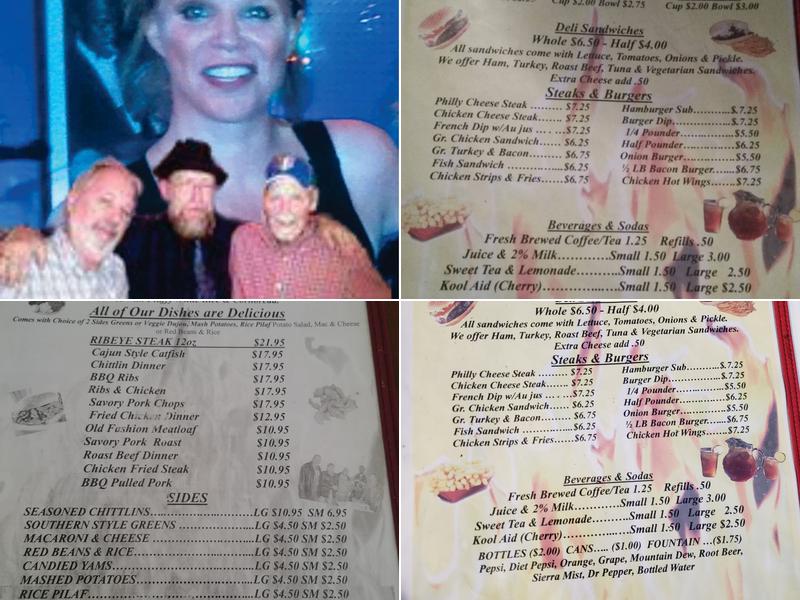 Cup $2.00 Bowl $2.75 Cup $2.00 Bowl $3.00
Deli Sandwiches
Whole $6.50 - Half $4.00
All sandwiches come with Lettuce, Tomatoes, Onions & Pickle.
We offer Ham, Turkey, Roast Beef, Tuna & Vegetarian Sandwiches.
Extra Cheese add .50
Steaks & Burgers
Philly Cheese Steak ......... $7.25
Chicken Cheese Steak....... $7.25
French Dip w/Au jus ... ... ...$7.25
Gr. Chicken Sandwich...... $6.25
Gr. Turkey & Bacon......... $6.75
Fish Sandwich ................ $6.25
Chicken Strips & Fries......$6.75
Hamburger Sub............$.7.25
Burger Dip...................$7.25
1/4 Pounder.................$5.50
Half Pounder...............$6.25
Onion Burger...............$5.50
½ LB Bacon Burger.......$6.75
Chicken Hot Wings........$7.25
Beverages & Sodas
Fresh Brewed Coffee/Tea 1.25 Refills .50
Juice & 2% Milk............Small 1.50 Large 3.00
Sweet Tea & Lemonade............Small 1.50 Large 2.50
Kool Aid (Cherry)...................Small 1.50 Large $2.50
All of Our Dishes are Delicious
Comes with Choice of 2 Sides Greens or Veggie Dujou, Mash Potatoes, Rice Pilaf Potato Salad, Mac & Cheese
or Red Beans & Rice
RIBEYE STEAK 12oz $21.95
Cajun Style Catfish $17.95
Chittlin Dinner $17.95
BBQ Ribs $17.95
Ribs & Chicken $17.95
Savory Pork Chops $17.95
Fried Chicken Dinner $12.95
Old Fashion Meatloaf $10.95
Savory Pork Roast $10.95
Roast Beef Dinner $10.95
Chicken Fried Steak $10.95
BBQ Pulled Pork $10.95
SIDES
SEASONED CHITTLINS........................LG $10.95 SM 6.95
SOUTHERN STYLE GREENS ...............LG $4.50 SM $2.50
MACARONI & CHEESE ........................LG $4.50 SM $2.50
RED BEANS & RICE..............................LG $4.50 SM $2.50
CANDIED YAMS....................................LG $4.50 SM $2.50
MASHED POTATOES............................LG $4.50 SM $2.50
RICE PILAF...........................................LG $4.50 SM $2.50
Whole $6.50 - Half $4.00
All sandwiches come with Lettuce, Tomatoes, Onions & Pickle.
We offer Ham, Turkey, Roast Beef, Tuna & Vegetarian Sandwiches.
Extra Cheese add .50
Steaks & Burgers
Philly Cheese Steak ......... $7.25
Chicken Cheese Steak....... $7.25
French Dip w/Au jus ... ... ...$7.25
Gr. Chicken Sandwich...... $6.25
Gr. Turkey & Bacon......... $6.75
Fish Sandwich ................$6.25
Chicken Strips & Fries......$6.75
Hamburger Sub............$.7.25
Burger Dip...................$7.25
1/4 Pounder.................$5.50
Half Pounder...............$6.25
Onion Burger...............$5.50
½ LB Bacon Burger.......$6.75
Chicken Hot Wings........$7.25
Beverages & Sodas
Fresh Brewed Coffee/Tea 1.25 Refills .50
Juice & 2% Milk............Small 1.50 Large 3.00
Sweet Tea & Lemonade............Small 1.50 Large 2.50
Kool Aid (Cherry)...................Small 1.50 Large $2.50
BOTTLES ($2.00) CANS..... ($1.00) FOUNTAIN ...($1.75)
Pepsi, Diet Pepsi, Orange, Grape, Mountain Dew, Root Beer,
Sierra Mist, Dr Pepper, Bottled Water